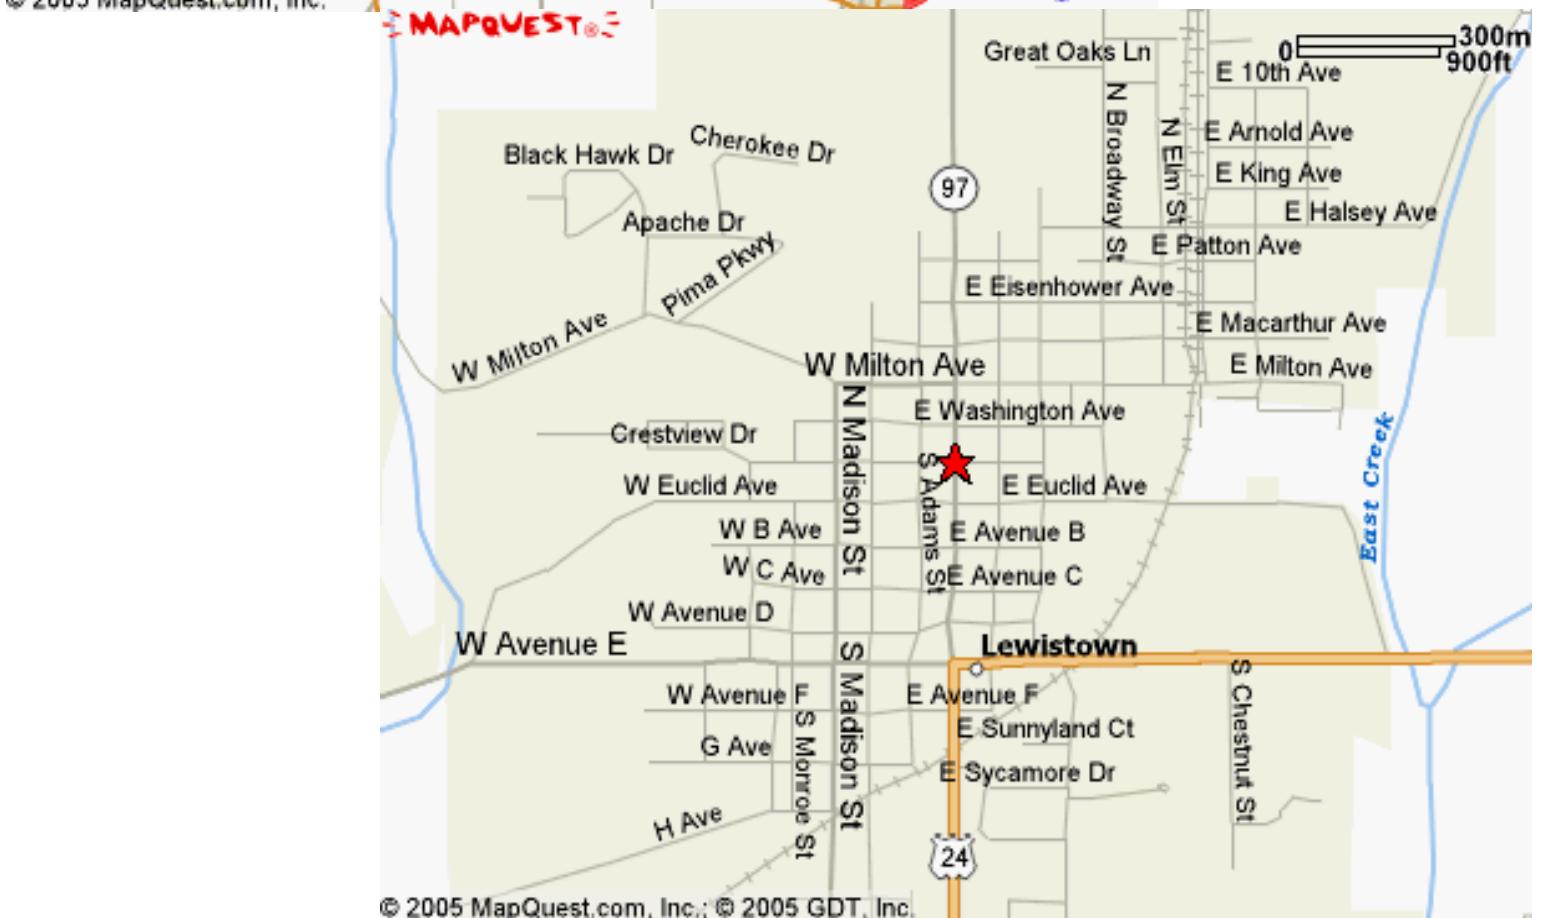 © 2005 MapQuest.com, Inc.
MAPQUEST®
0 300m
900ft
Great Oaks Ln
E 10th Ave
N Broadway St
N Elm St
E Arnold Ave
Cherokee Dr
Black Hawk Dr
E King Ave
97
E Halsey Ave
Apache Dr
E Patton Ave
Pima Pkwy
E Eisenhower Ave
E Macarthur Ave
W Milton Ave
W Milton Ave
E Milton Ave
N Madison St
E Washington Ave
Crestview Dr
East Creek
S Adams St
W Euclid Ave
E Euclid Ave
W B Ave
E Avenue B
W C Ave
E Avenue C
W Avenue D
W Avenue E
Lewistown
S Madison St
S Chestnut St
W Avenue F
E Avenue F
S Monroe St
E Sunnyland Ct
G Ave
E Sycamore Dr
H Ave
24
© 2005 MapQuest.com, Inc.; © 2005 GDT, Inc.